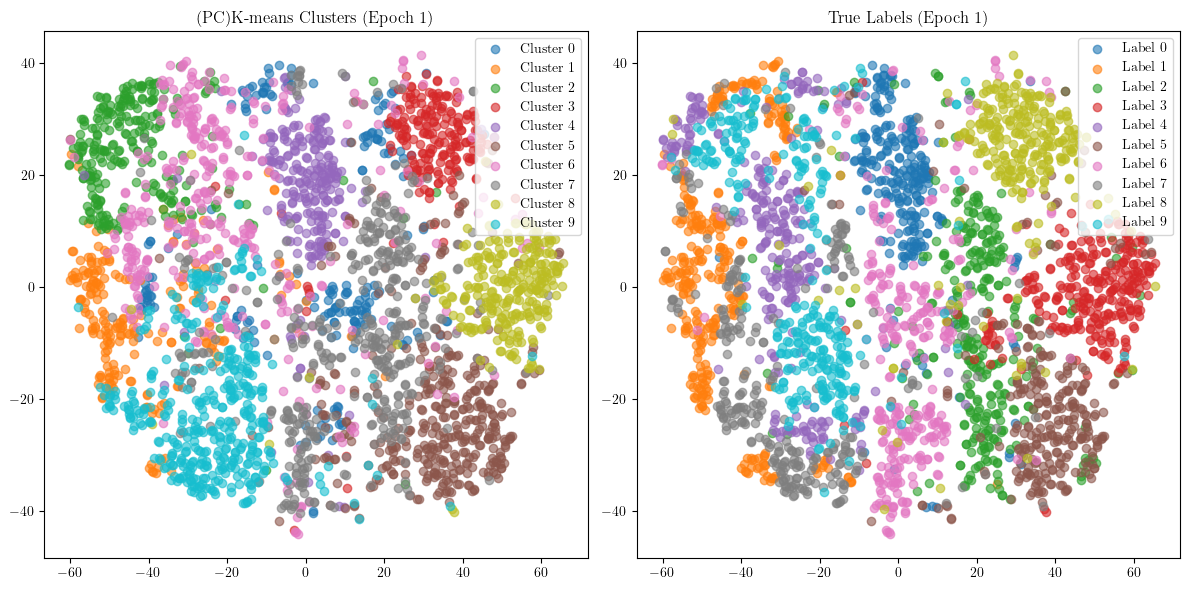 (PC)K-means Clusters (Epoch 1)
40
20
0
−20
−40
−60
−40
−20
0
20
40
60
Cluster 0
Cluster 1
Cluster 2
Cluster 3
Cluster 4
Cluster 5
Cluster 6
Cluster 7
Cluster 8
Cluster 9
True Labels (Epoch 1)
40
20
0
−20
−40
−60
−40
−20
0
20
40
60
Label 0
Label 1
Label 2
Label 3
Label 4
Label 5
Label 6
Label 7
Label 8
Label 9